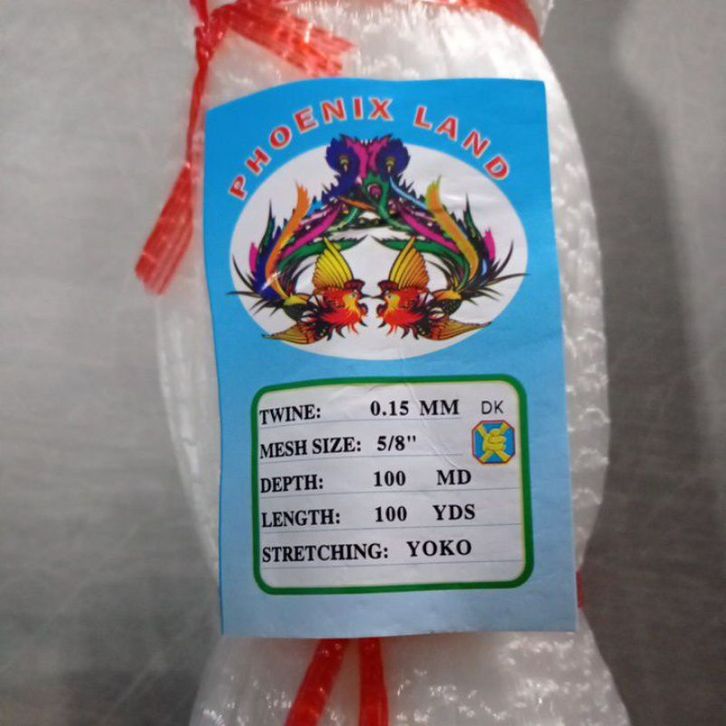 PHOENIX LAND
TWINE: 0.15 MM DK
MESH SIZE: 5/8"
DEPTH: 100 MD
LENGTH: 100 YDS
STRETCHING: YOKO